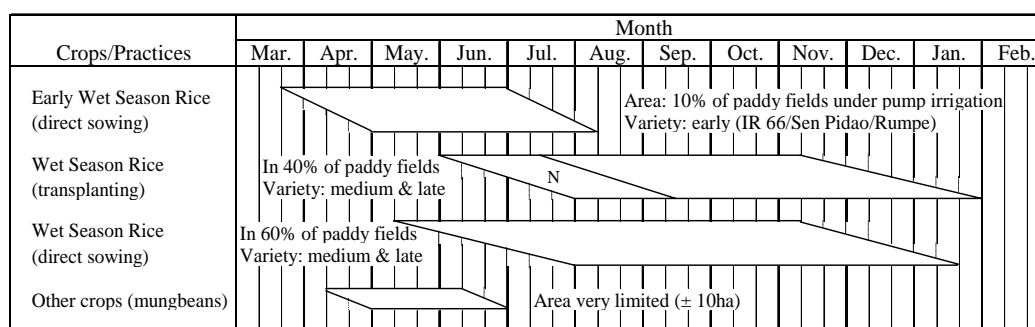 Month
Crops/Practices Mar. Apr. May. Jun. Jul. Aug. Sep. Oct. Nov. Dec. Jan. Feb.
Early Wet Season Rice
(direct sowing)
Area: 10% of paddy fields under pump irrigation
Variety: early (IR 66/Sen Pidao/Rumpe)
Wet Season Rice
(transplanting)
In 40% of paddy fields
Variety: medium & late
N
Wet Season Rice
(direct sowing)
In 60% of paddy fields
Variety: medium & late
Other crops (mungbeans)
Area very limited (± 10ha)